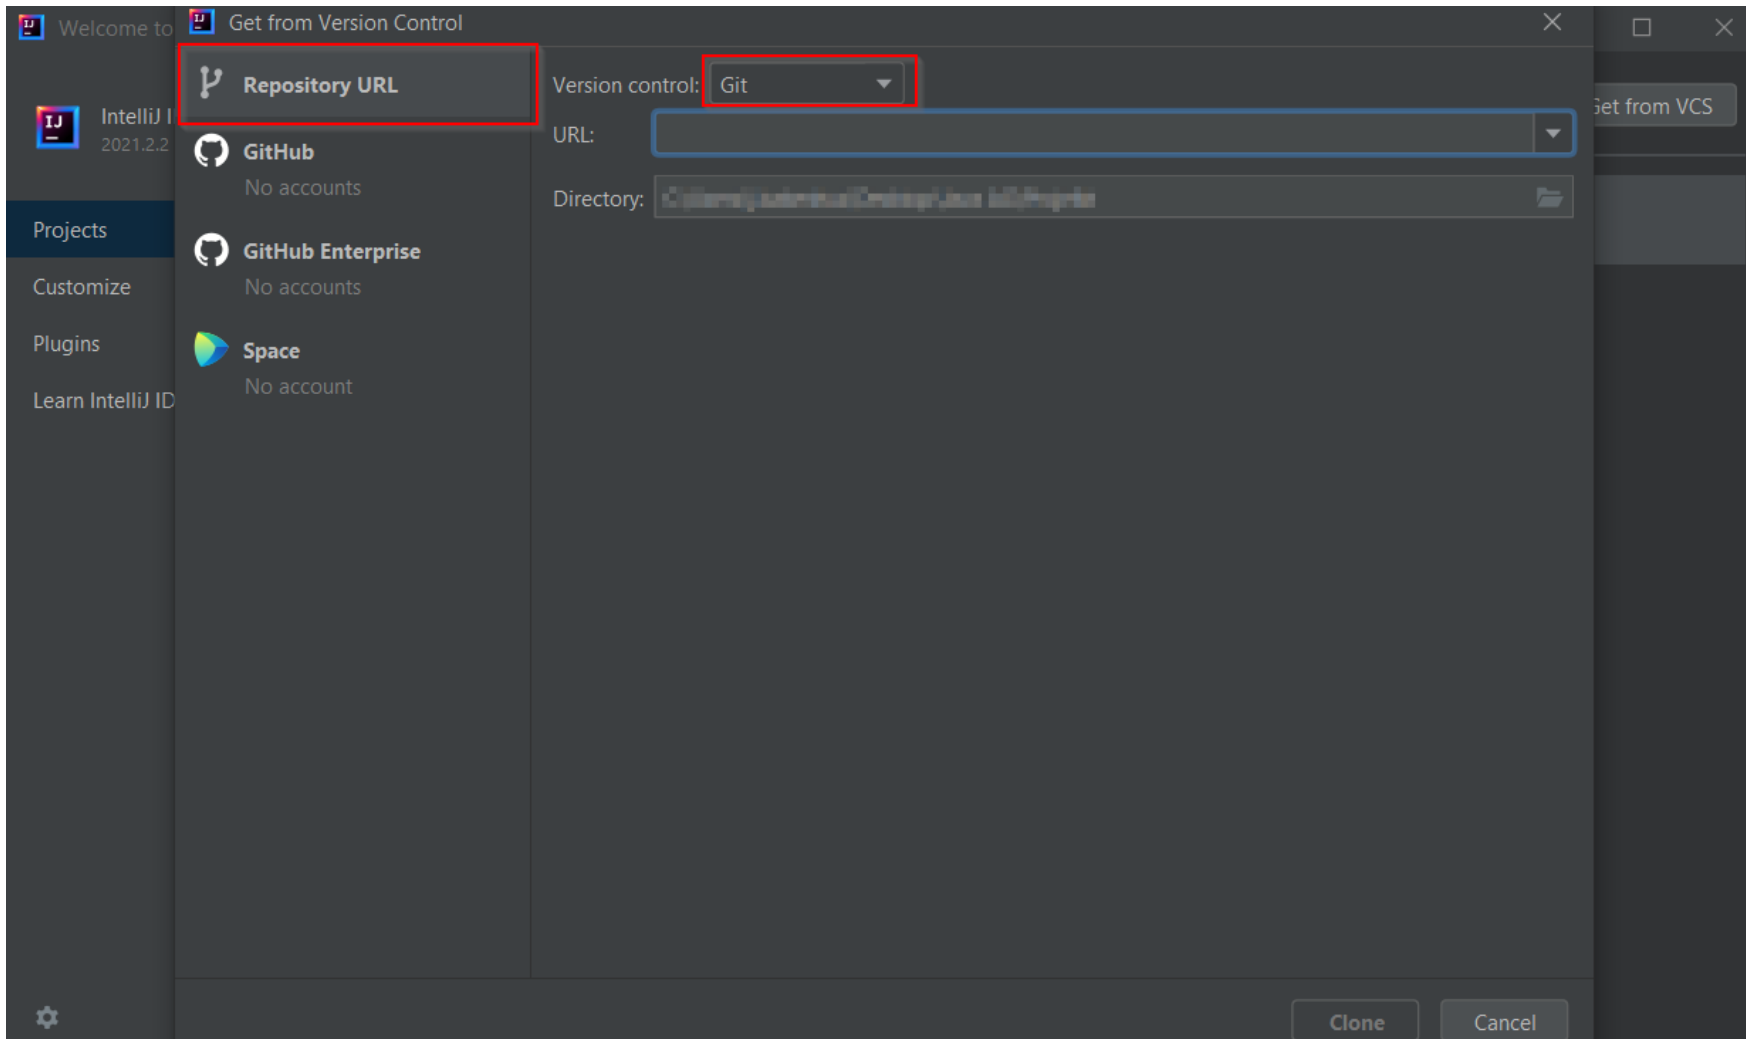 Welcome to
Get from Version Control
IntelliJ I
2021.2.2
Get from VCS
Projects
Customize
Plugins
Learn IntelliJ ID
Repository URL
GitHub
No accounts
GitHub Enterprise
No accounts
Space
No account
Version control: Git
URL:
Directory:
Clone
Cancel